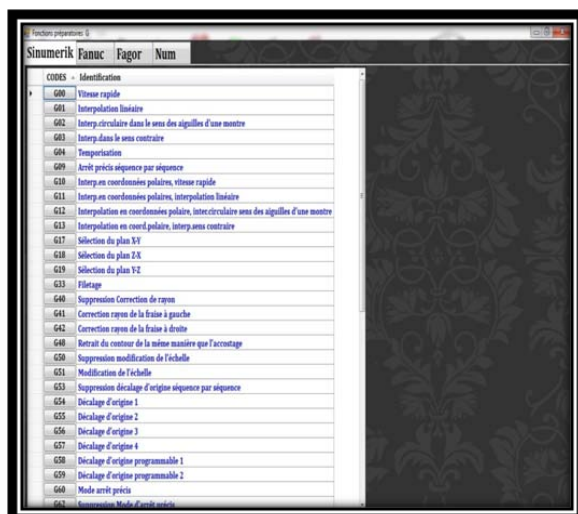 Fonctions préparatoires G
Sinumerik Fanuc Fagor Num
CODES Identification
G00 Vitesse rapide
G01 Interpolation linéaire
G02 Interp.circulaire dans le sens des aiguilles d'une montre
G03 Interp.dans le sens contraire
G04 Temporisation
G09 Arrêt précis séquence par séquence
G10 Interp.en coordonnées polaires, vitesse rapide
G11 Interp.en coordonnées polaires, interpolation linéaire
G12 Interpolation en coordonnées polaire, inter.circulaire sens des aiguilles d'une montre
G13 Interpolation en coord.polaire, interp.sens contraire
G17 Sélection du plan X-Y
G18 Sélection du plan Z-X
G19 Sélection du plan Y-Z
G33 Filetage
G40 Suppression Correction de rayon
G41 Correction rayon de la fraise à gauche
G42 Correction rayon de la fraise à droite
G48 Retrait du contour de la même manière que l'accostage
G50 Suppression modification de l'échelle
G51 Modification de l'échelle
G53 Suppression décalage d'origine séquence par séquence
G54 Décalage d'origine 1
G55 Décalage d'origine 2
G56 Décalage d'origine 3
G57 Décalage d'origine 4
G58 Décalage d'origine programmable 1
G59 Décalage d'origine programmable 2
G60 Mode arrêt précis
G62 Suppression Mode d'arrêt précis